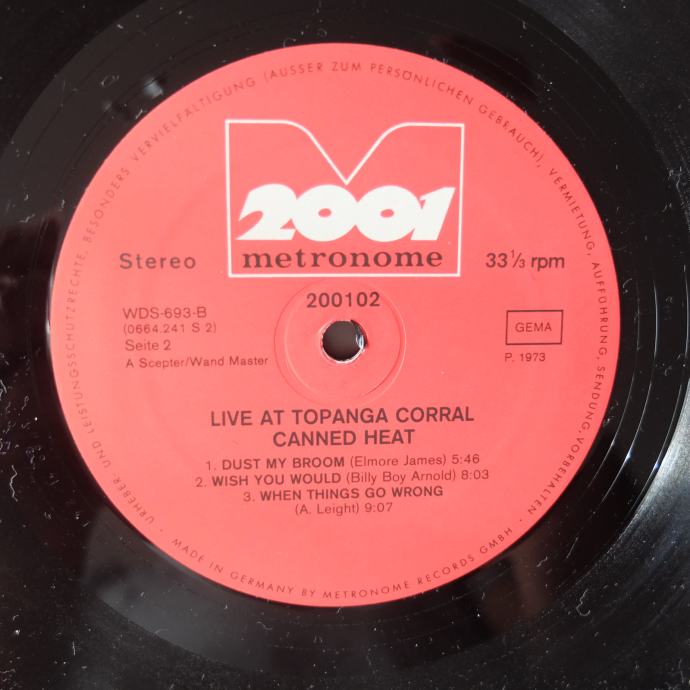 URHEBER- UND LEISTUNGSSCHUTZRECHTE, BESONDERS VERVIELFÄLTIGUNG (AUSSER ZUM PERSÖNLICHEN GEBRAUCH), VERMIETUNG, AUFFÜHRUNG, SENDUNG-VORBEHALTEN ·
2001
metronome
Stereo
33⅓ rpm
200102
WDS-693-B
(0664.241 S 2)
Seite 2
A Scepter/Wand Master
GEMA
P. 1973
LIVE AT TOPANGA CORRAL
CANNED HEAT
1. DUST MY BROOM (Elmore James) 5:46
2. WISH YOU WOULD (Billy Boy Arnold) 8:03
3. WHEN THINGS GO WRONG
(A. Leight) 9:07
· MADE IN GERMANY BY METRONOME RECORDS GMBH ·